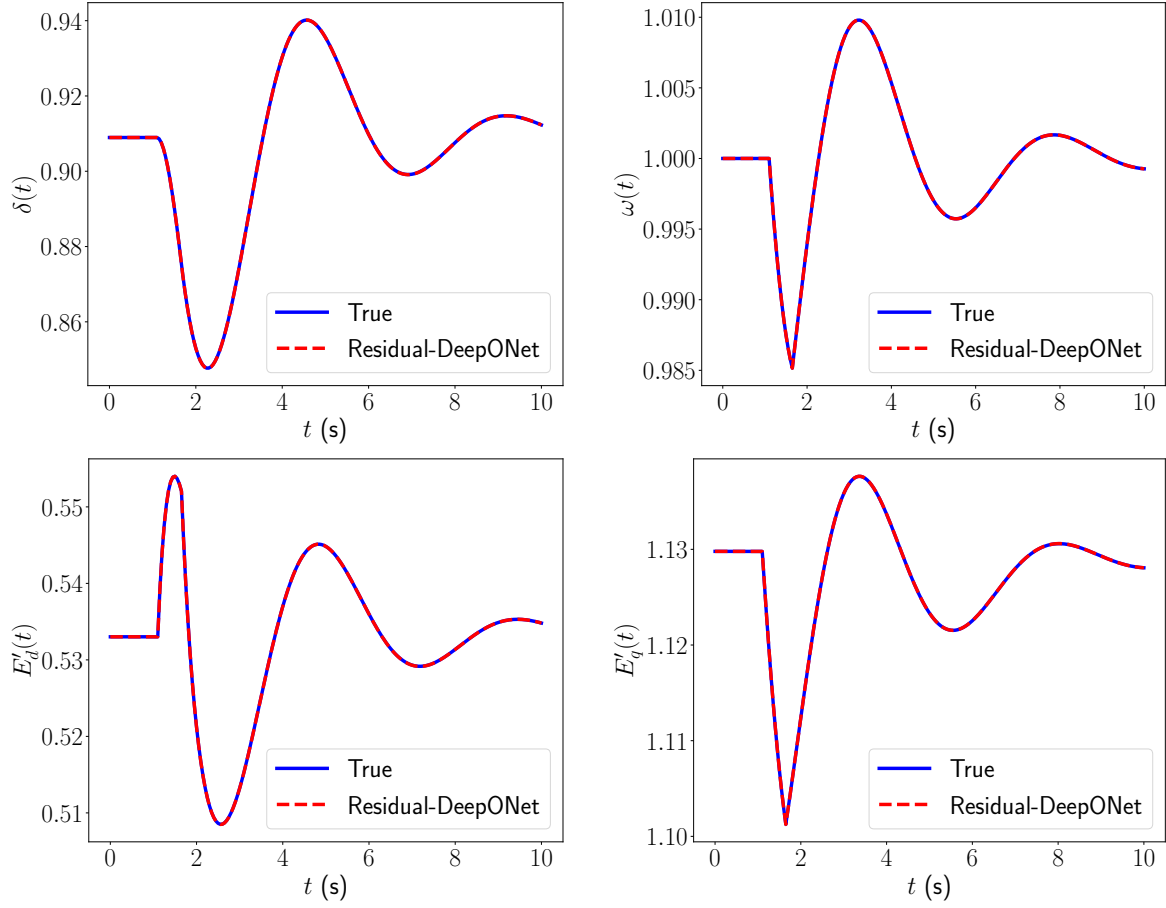 0.94
0.92
0.90
0.88
0.86
δ(t)
True
Residual-DeepONet
0 2 4 6 8 10
t (s)
1.010
1.005
1.000
0.995
0.990
0.985
ω(t)
True
Residual-DeepONet
0 2 4 6 8 10
t (s)
0.55
0.54
0.53
0.52
0.51
E′d(t)
True
Residual-DeepONet
0 2 4 6 8 10
t (s)
1.13
1.12
1.11
1.10
E′q(t)
True
Residual-DeepONet
0 2 4 6 8 10
t (s)